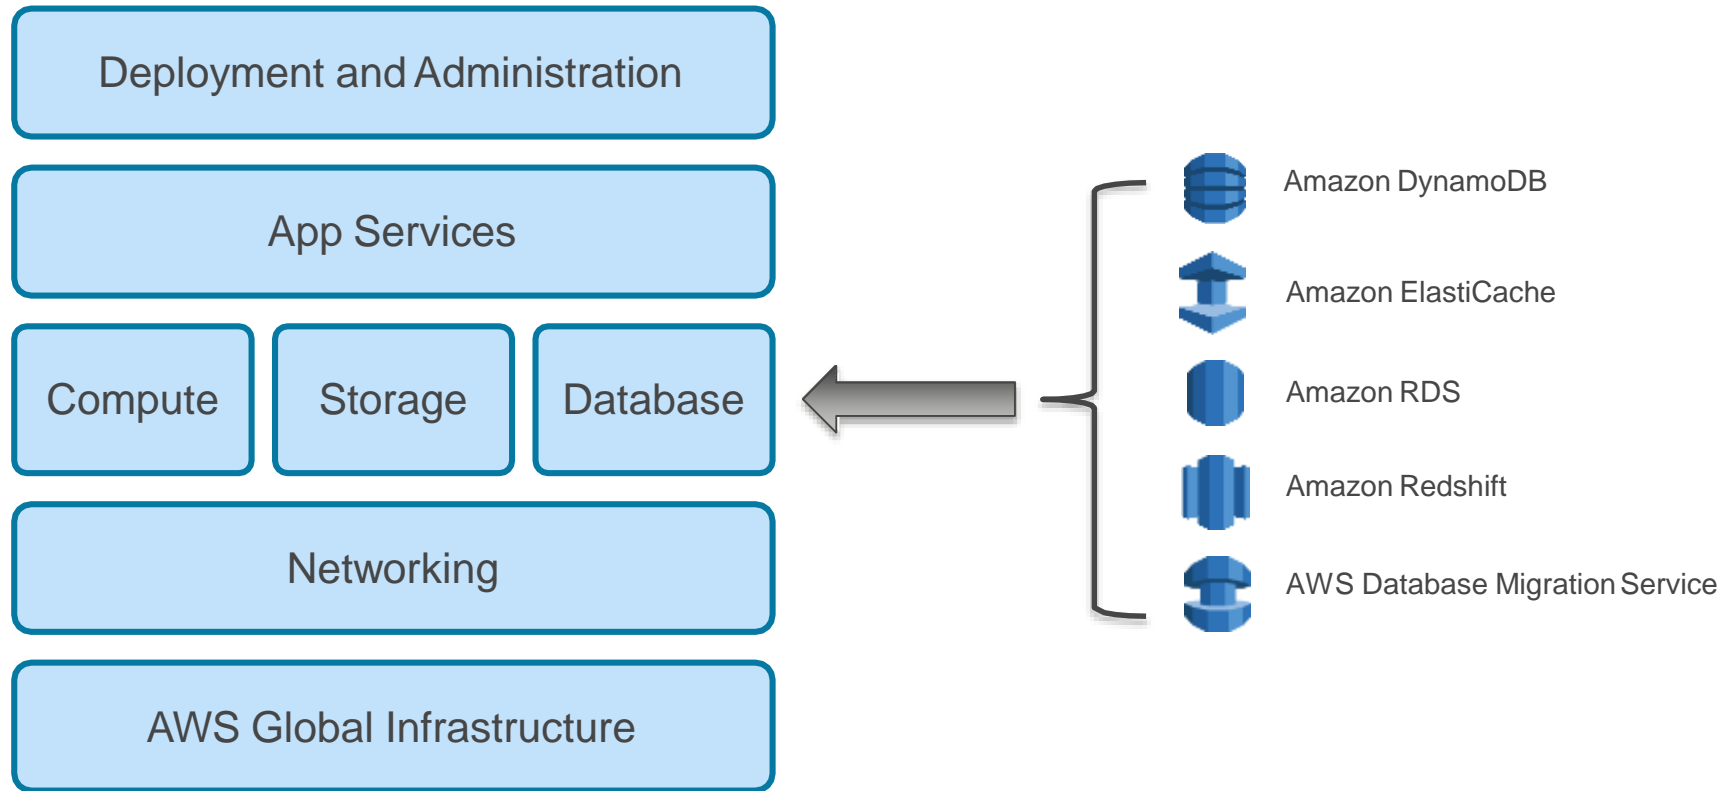 Deployment and Administration
App Services
Compute
Storage
Database
Networking
AWS Global Infrastructure
Amazon DynamoDB
Amazon ElastiCache
Amazon RDS
Amazon Redshift
AWS Database Migration Service